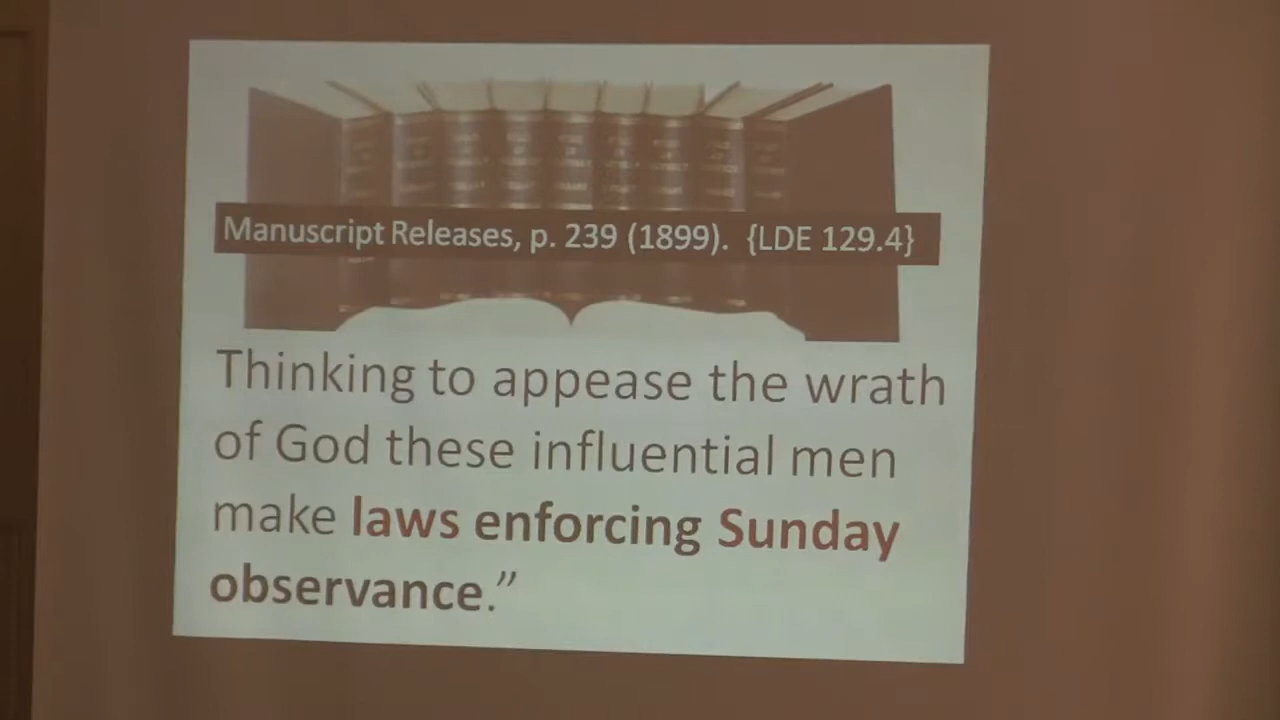 Manuscript Releases, p. 239 (1899). {LDE 129.4}
Thinking to appease the wrath
of God these influential men
make laws enforcing Sunday
observance.”